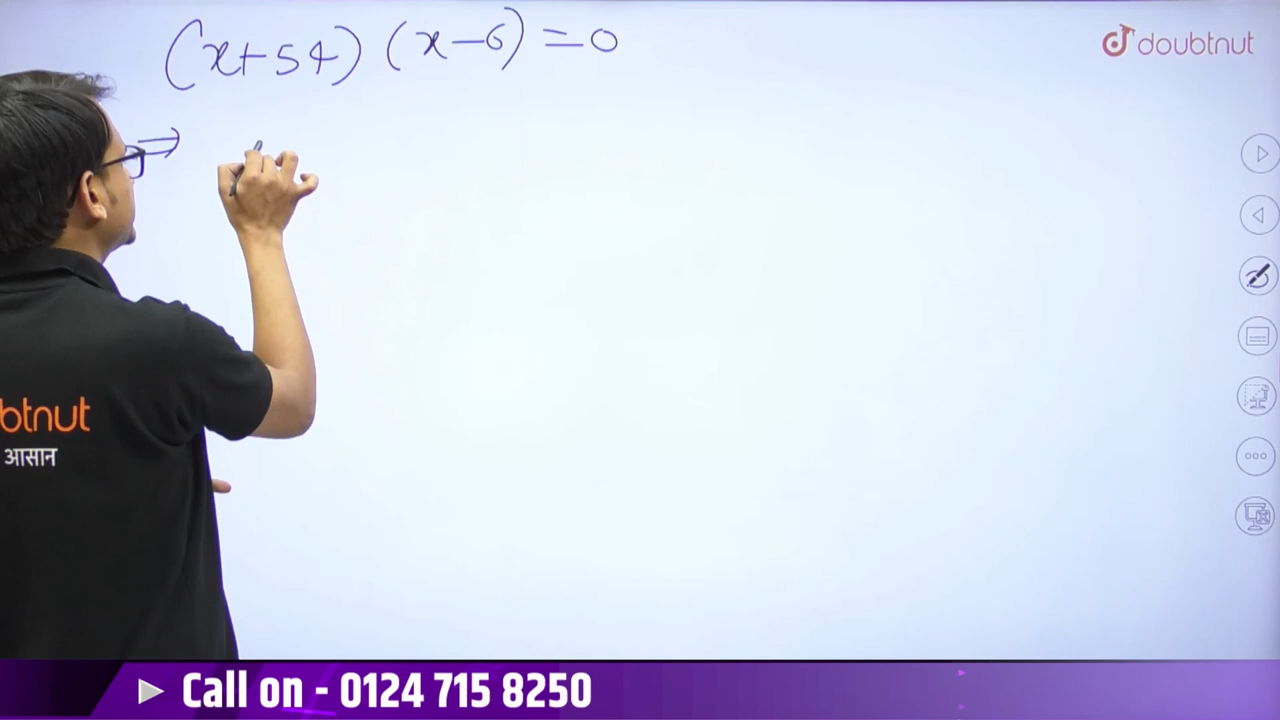 (x+54) (x-6) =0
⇒
doubtnut
btnut
आसान
Call on - 0124 715 8250